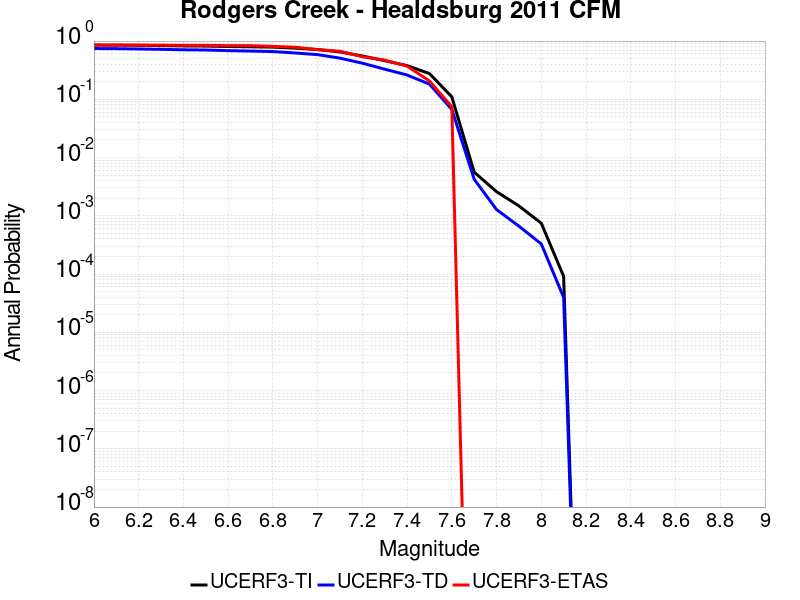 Rodgers Creek - Healdsburg 2011 CFM
10^0
10^-1
10^-2
10^-3
10^-4
10^-5
10^-6
10^-7
10^-8
Annual Probability
6 6.2 6.4 6.6 6.8 7 7.2 7.4 7.6 7.8 8 8.2 8.4 8.6 8.8 9
Magnitude
UCERF3-TI UCERF3-TD UCERF3-ETAS